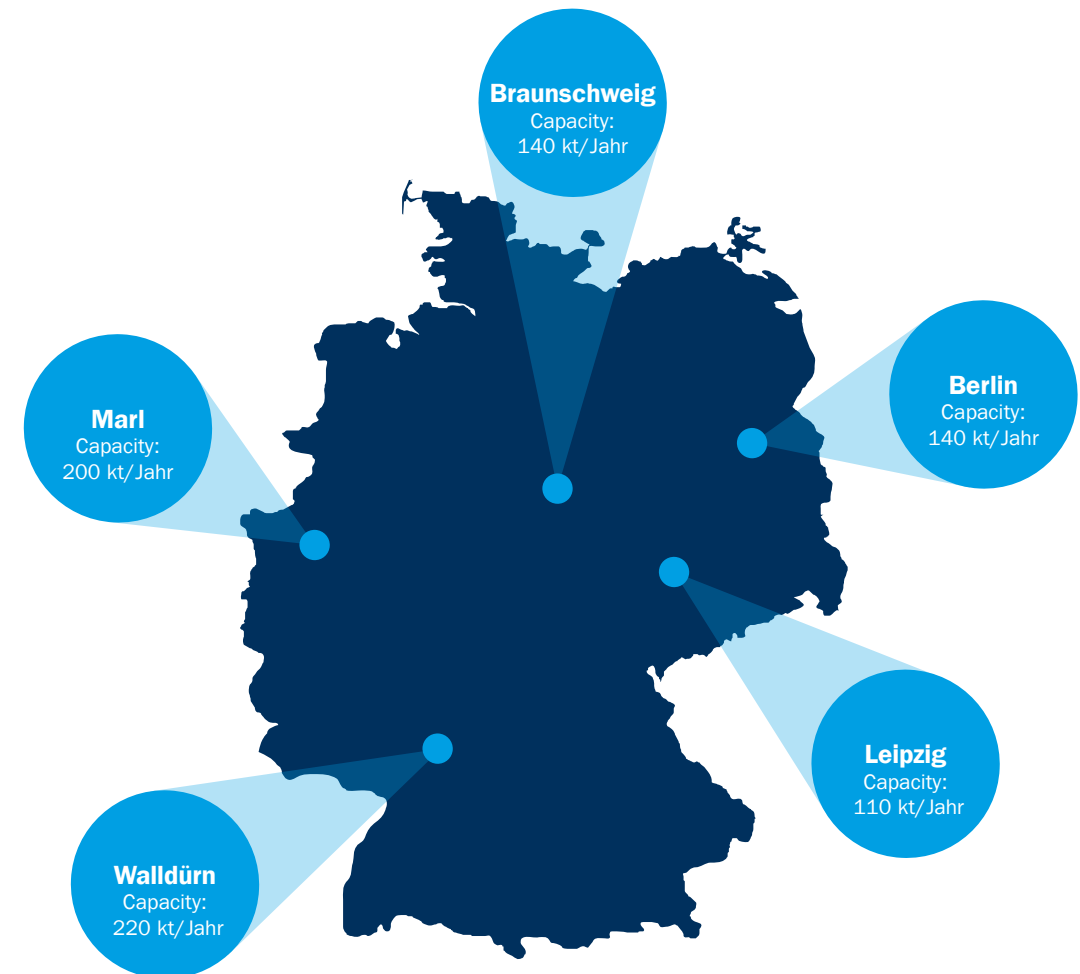 Braunschweig
Capacity:
140 kt/Jahr
Marl
Capacity:
200 kt/Jahr
Berlin
Capacity:
140 kt/Jahr
Leipzig
Capacity:
110 kt/Jahr
Walldürn
Capacity:
220 kt/Jahr